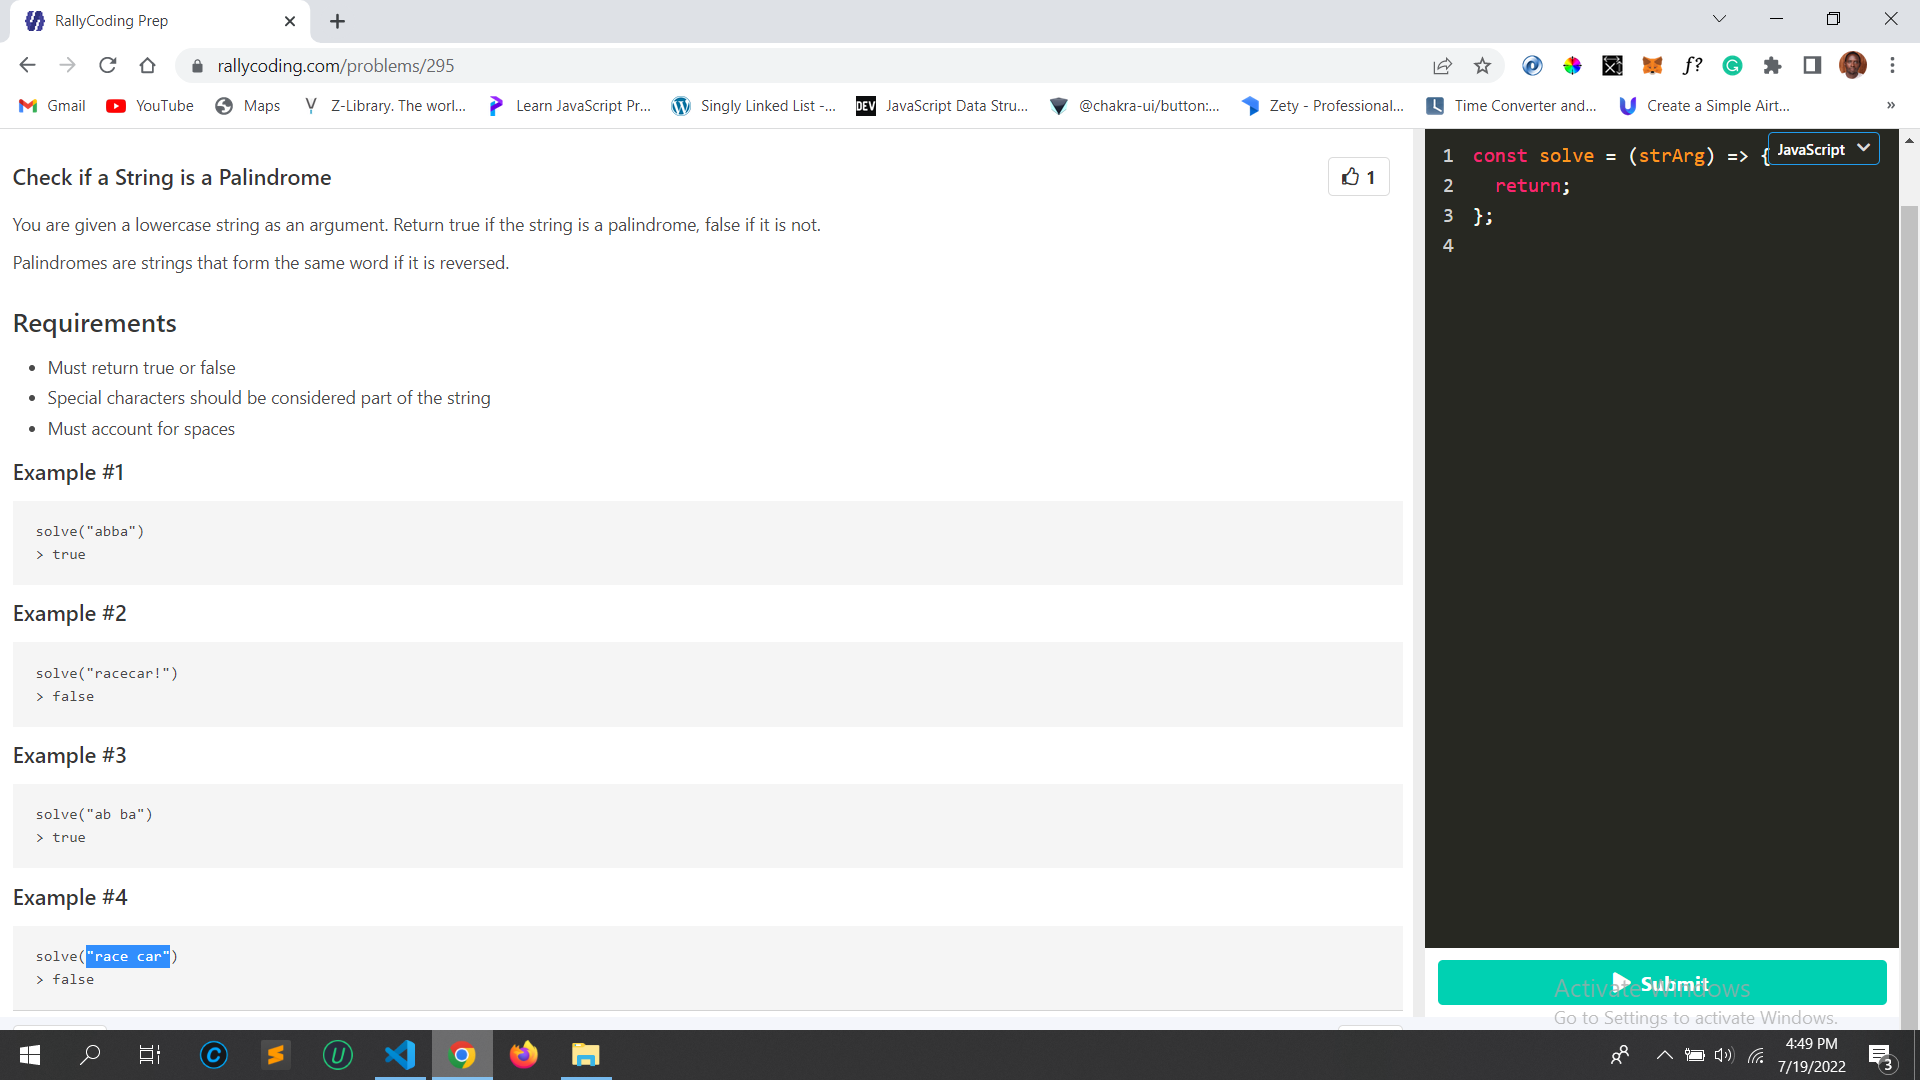 RallyCoding Prep
rallycoding.com/problems/295
Gmail
YouTube
Maps
Z-Library. The worl...
Learn JavaScript Pr...
Singly Linked List -...
DEV
JavaScript Data Stru...
@chakra-ui/button:...
Zety - Professional...
Time Converter and...
Create a Simple Airt...
»
Check if a String is a Palindrome
1
You are given a lowercase string as an argument. Return true if the string is a palindrome, false if it is not.
Palindromes are strings that form the same word if it is reversed.
Requirements
• Must return true or false
• Special characters should be considered part of the string
• Must account for spaces
Example #1
solve("abba")
> true
Example #2
solve("racecar!")
> false
Example #3
solve("ab ba")
> true
Example #4
solve("race car")
> false
JavaScript
1 const solve = (strArg) => {
2 return;
3 };
4
Submit
Activate Windows
Go to Settings to activate Windows.
4:49 PM
7/19/2022
3